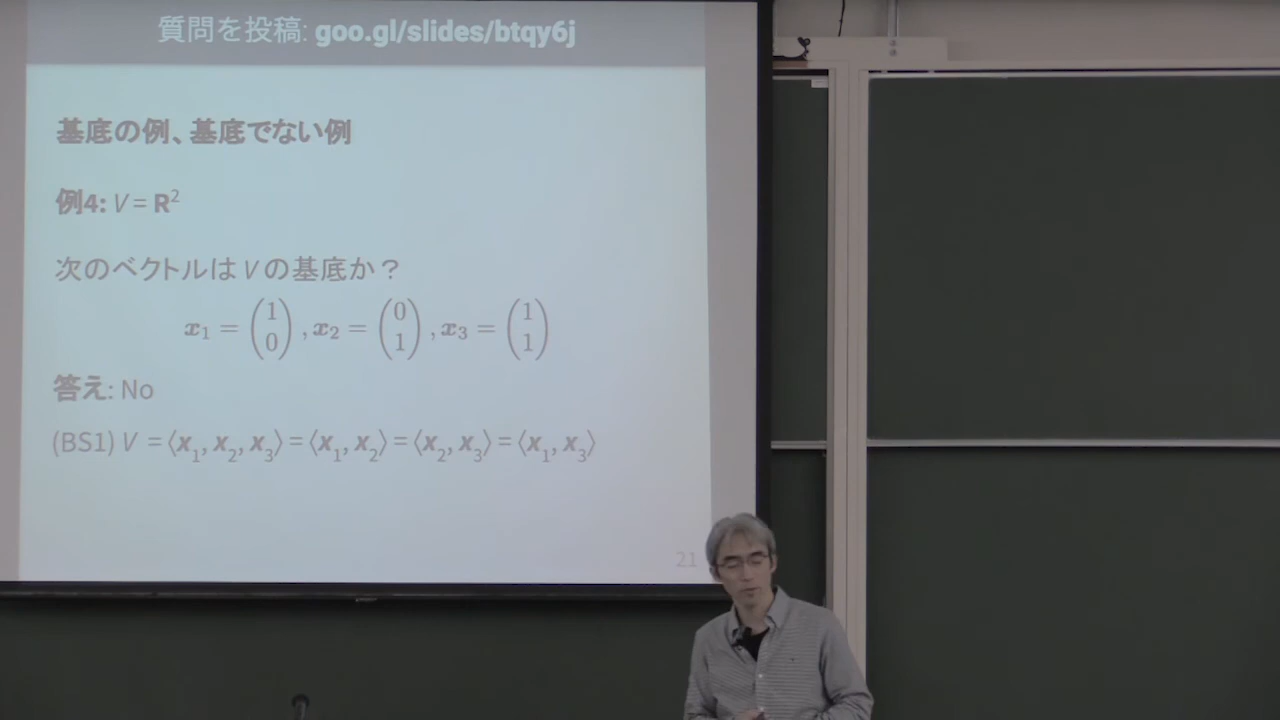 質問を投稿: goo.gl/slides/btqy6j
基底の例、基底でない例
例4: V = R²
次のベクトルは V の基底か？
x₁ = (1 0), x₂ = (0 1), x₃ = (1 1)
答え: No
(BS1) V = ⟨x₁, x₂, x₃⟩ = ⟨x₁, x₂⟩ = ⟨x₂, x₃⟩ = ⟨x₁, x₃⟩
21